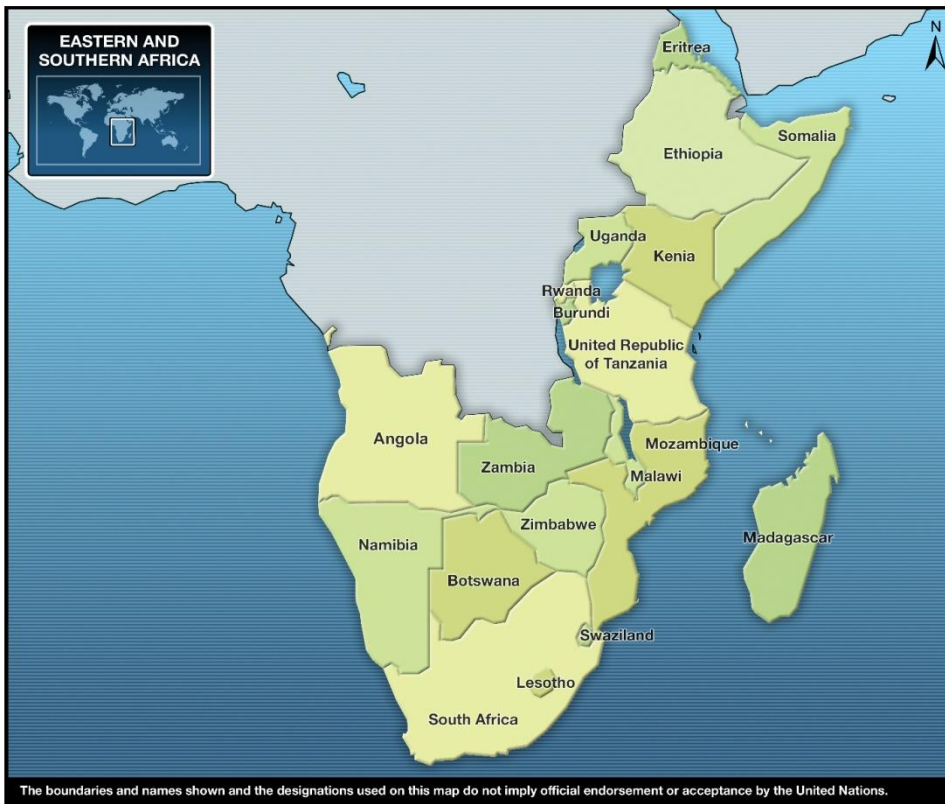 EASTERN AND
SOUTHERN AFRICA
N
Eritrea
Somalia
Ethiopia
Uganda
Kenia
Rwanda
Burundi
United Republic
of Tanzania
Angola
Mozambique
Zambia
Malawi
Zimbabwe
Madagascar
Namibia
Botswana
Swaziland
Lesotho
South Africa
The boundaries and names shown and the designations used on this map do not imply official endorsement or acceptance by the United Nations.